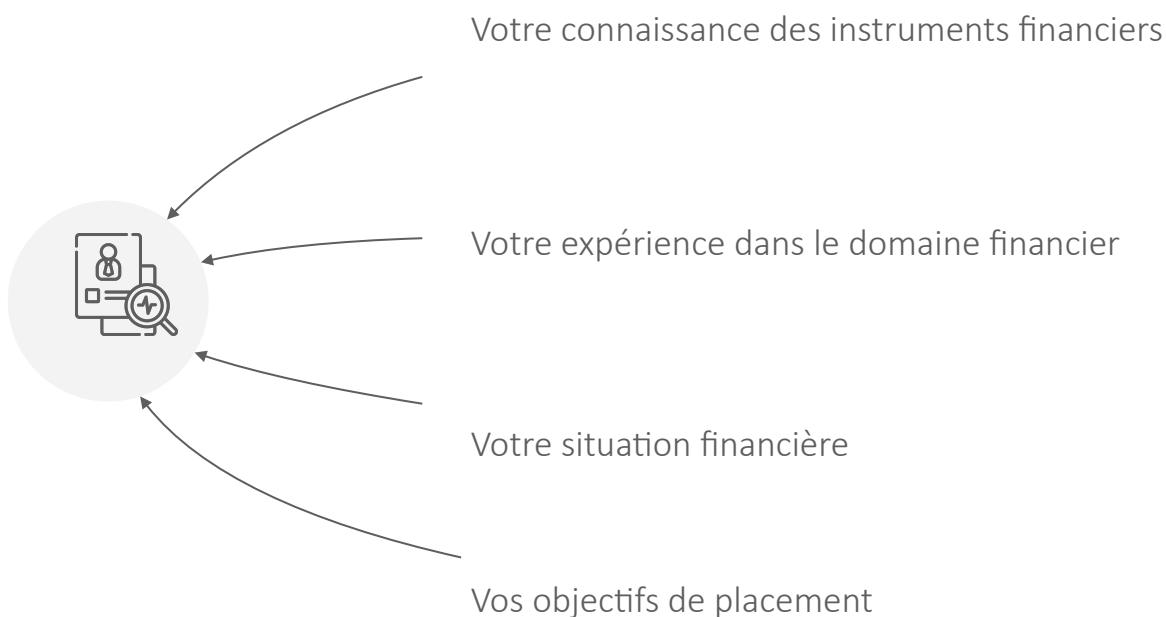 Votre connaissance des instruments financiers
Votre expérience dans le domaine financier
Votre situation financière
Vos objectifs de placement